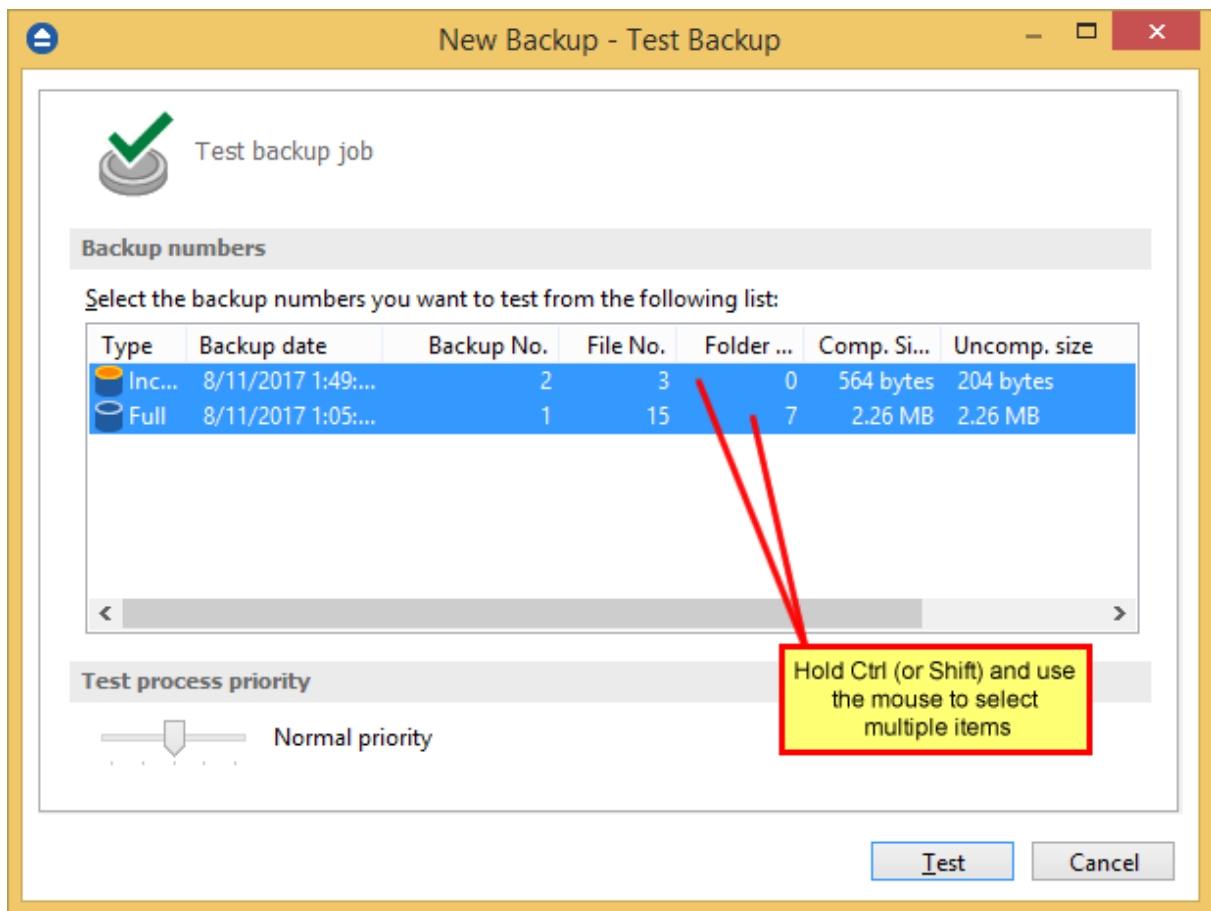 New Backup - Test Backup
Test backup job
Backup numbers
Select the backup numbers you want to test from the following list:
Type Backup date Backup No. File No. Folder ... Comp. Si... Uncomp. size
Inc... 8/11/2017 1:49:... 2 3 0 564 bytes 204 bytes
Full 8/11/2017 1:05:... 1 15 7 2.26 MB 2.26 MB
Hold Ctrl (or Shift) and use
the mouse to select
multiple items
Test process priority
Normal priority
Test Cancel